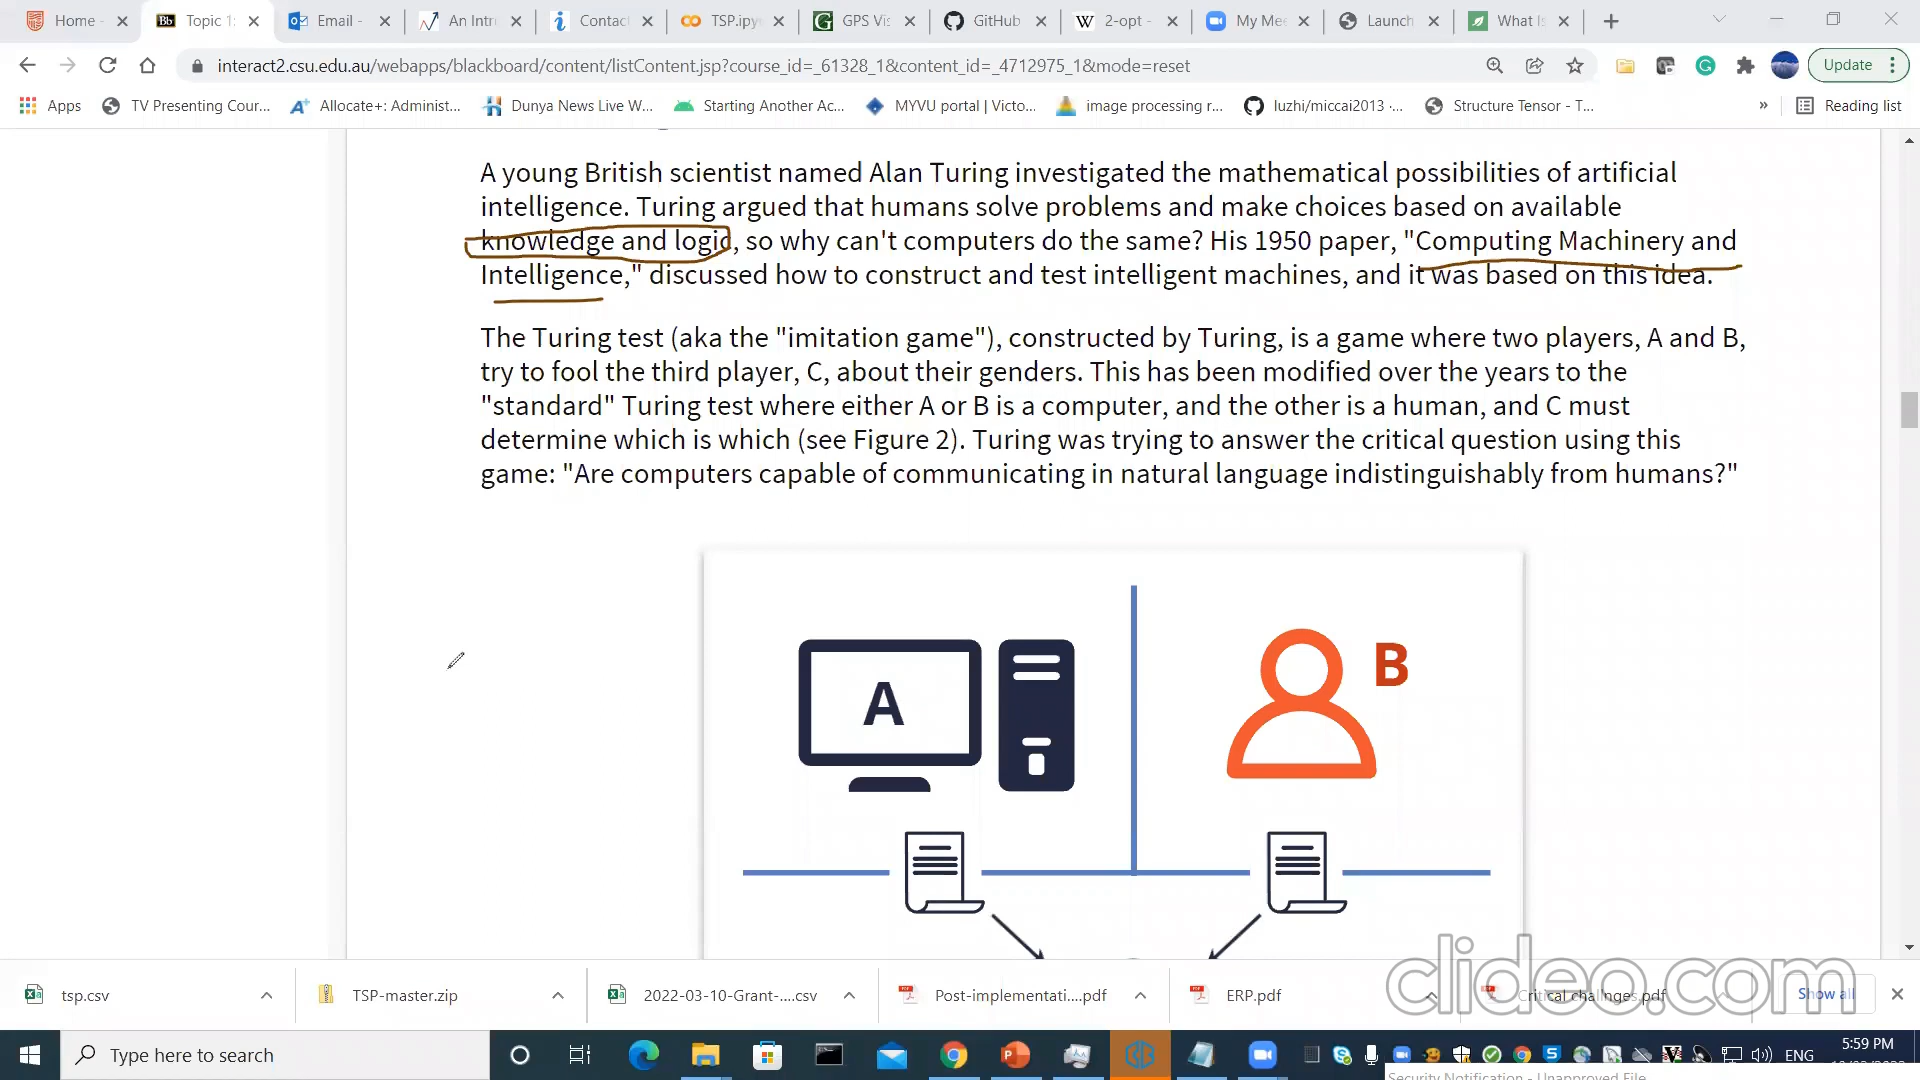 Home -
Topic 1:
Email -
An Intr
Contac
TSP.ipy
GPS Vis
GitHub
2-opt -
My Me
Launch
What Is
interact2.csu.edu.au/webapps/blackboard/content/listContent.jsp?course_id=_61328_1&content_id=_4712975_1&mode=reset
Update
Apps
TV Presenting Cour...
Allocate+: Administ...
Dunya News Live W...
Starting Another Ac...
MYVU portal | Victo...
image processing r...
luzhi/miccai2013 ·...
Structure Tensor - T...
»
Reading list
A young British scientist named Alan Turing investigated the mathematical possibilities of artificial
intelligence. Turing argued that humans solve problems and make choices based on available
knowledge and logic, so why can't computers do the same? His 1950 paper, "Computing Machinery and
Intelligence," discussed how to construct and test intelligent machines, and it was based on this idea.
The Turing test (aka the "imitation game"), constructed by Turing, is a game where two players, A and B,
try to fool the third player, C, about their genders. This has been modified over the years to the
"standard" Turing test where either A or B is a computer, and the other is a human, and C must
determine which is which (see Figure 2). Turing was trying to answer the critical question using this
game: "Are computers capable of communicating in natural language indistinguishably from humans?"
A
B
clideo.com
tsp.csv
TSP-master.zip
2022-03-10-Grant-....csv
Post-implementati....pdf
ERP.pdf
Critical challnges.pdf
Show all
Type here to search
ENG
5:59 PM
Security Notification - Unapproved File